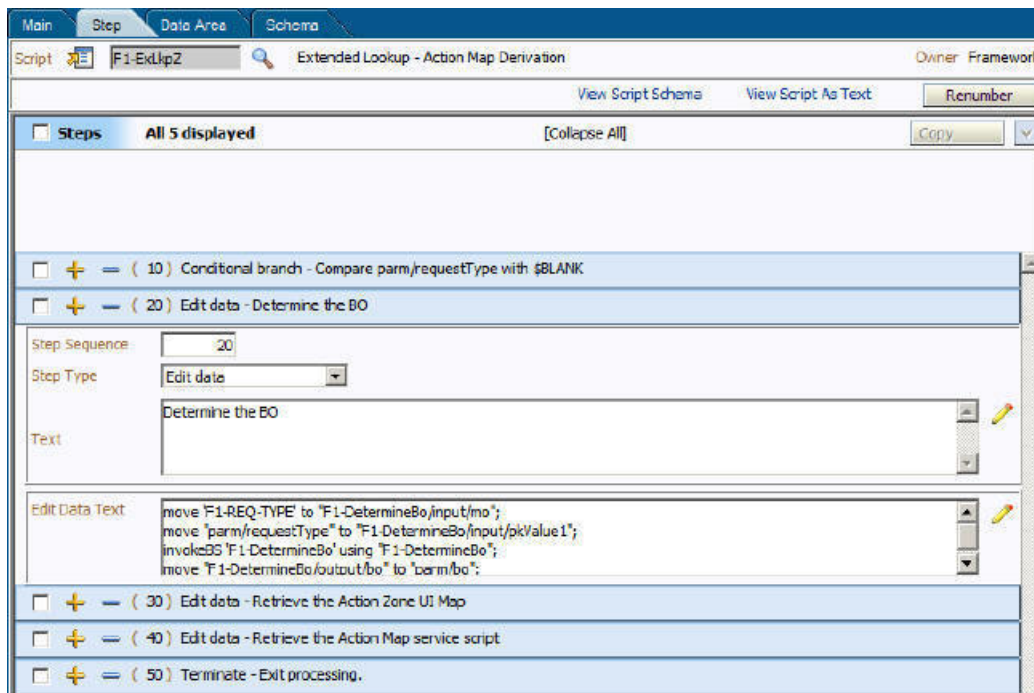 Main Step Data Area Schema
Script F1-ExtLkpZ Extended Lookup - Action Map Derivation Owner Framework
View Script Schema View Script As Text Renumber
Steps All 5 displayed [Collapse All] Copy
( 10 ) Conditional branch - Compare parm/requestType with $BLANK
( 20 ) Edit data - Determine the BO
Step Sequence 20
Step Type Edit data
Text Determine the BO
Edit Data Text move 'F1-REQ-TYPE' to "F1-DetermineBo/input/mo";
move "parm/requestType" to "F1-DetermineBo/input/pkValue1";
invokeBS 'F1-DetermineBo' using "F1-DetermineBo";
move "F1-DetermineBo/output/bo" to "parm/bo";
( 30 ) Edit data - Retrieve the Action Zone UI Map
( 40 ) Edit data - Retrieve the Action Map service script
( 50 ) Terminate - Exit processing.